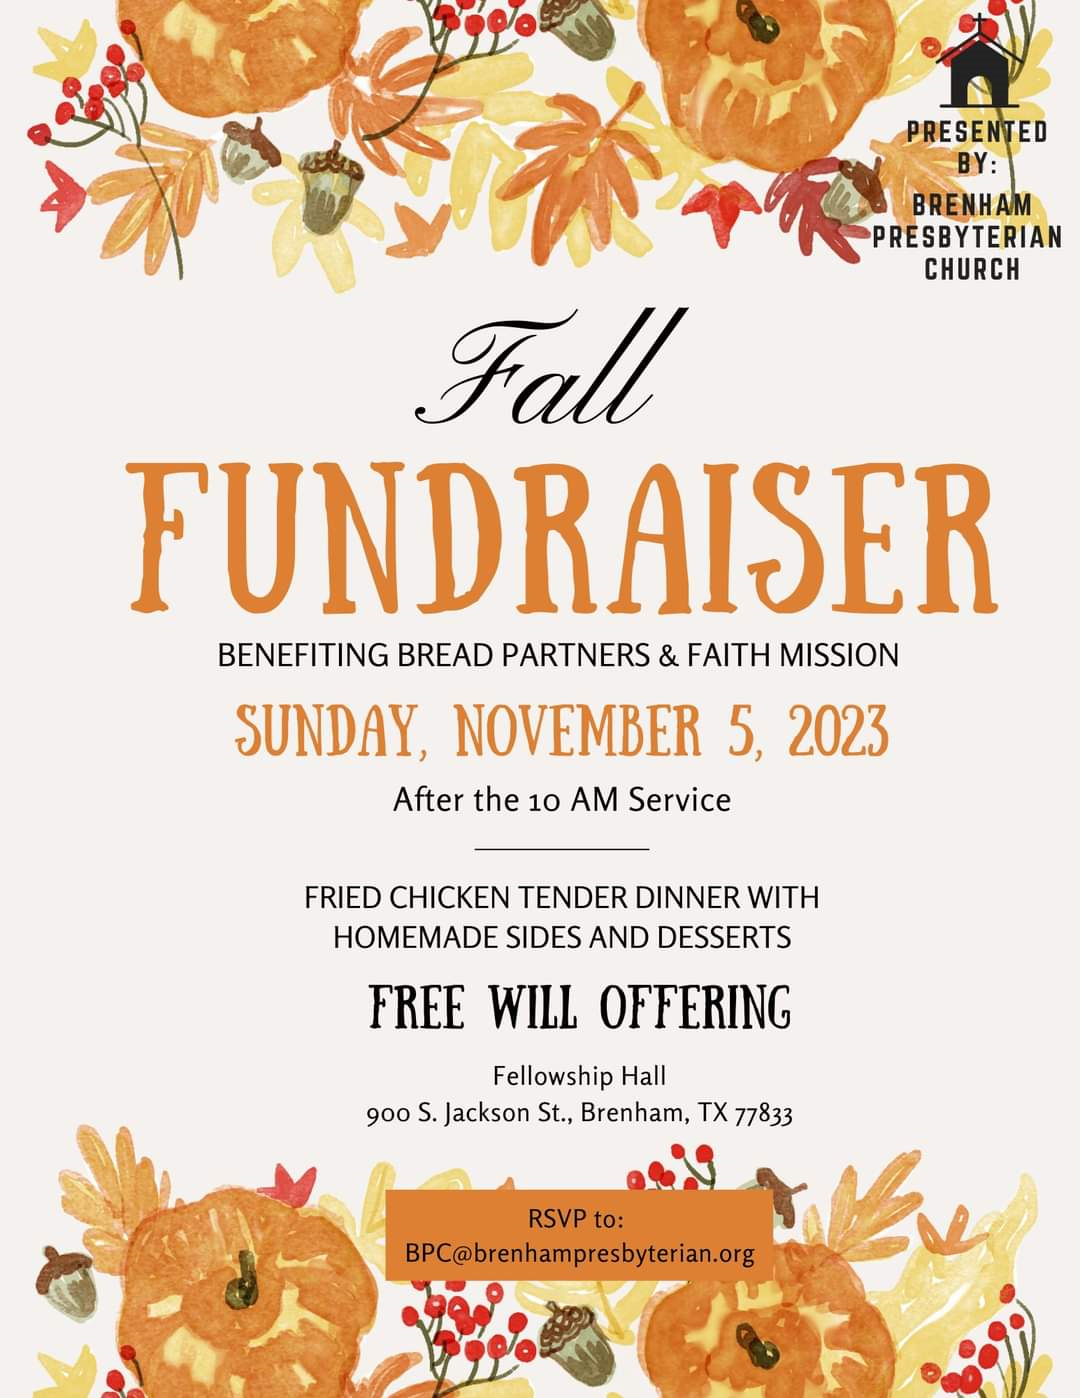 PRESENTED
BY:
BRENHAM
PRESBYTERIAN
CHURCH
Fall
FUNDRAISER
BENEFITING BREAD PARTNERS & FAITH MISSION
SUNDAY, NOVEMBER 5, 2023
After the 10 AM Service
FRIED CHICKEN TENDER DINNER WITH
HOMEMADE SIDES AND DESSERTS
FREE WILL OFFERING
Fellowship Hall
900 S. Jackson St., Brenham, TX 77833
RSVP to:
BPC@brenhampresbyterian.org